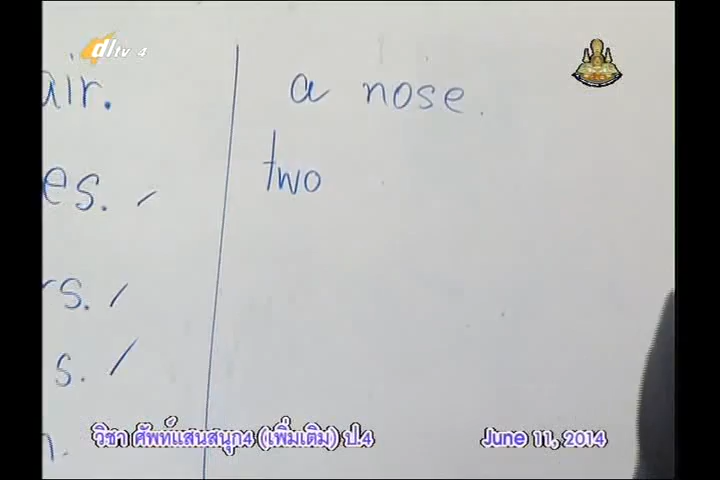 dltv 4
air.
a nose.
two
es.
rs.
s.
วิชา ศัพท์แสนสนุก4 (เพิ่มเติม) ป.4
June 11, 2014